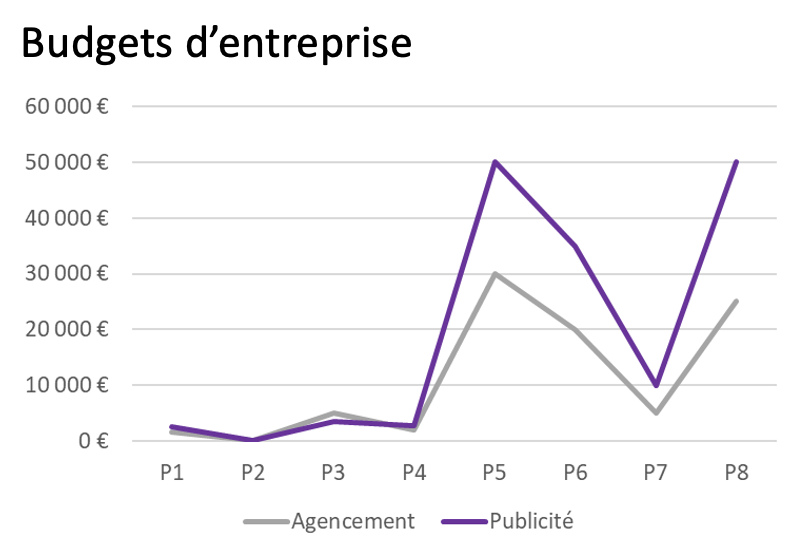 Budgets d’entreprise
60 000 €
50 000 €
40 000 €
30 000 €
20 000 €
10 000 €
0 €
P1 P2 P3 P4 P5 P6 P7 P8
Agencement Publicité